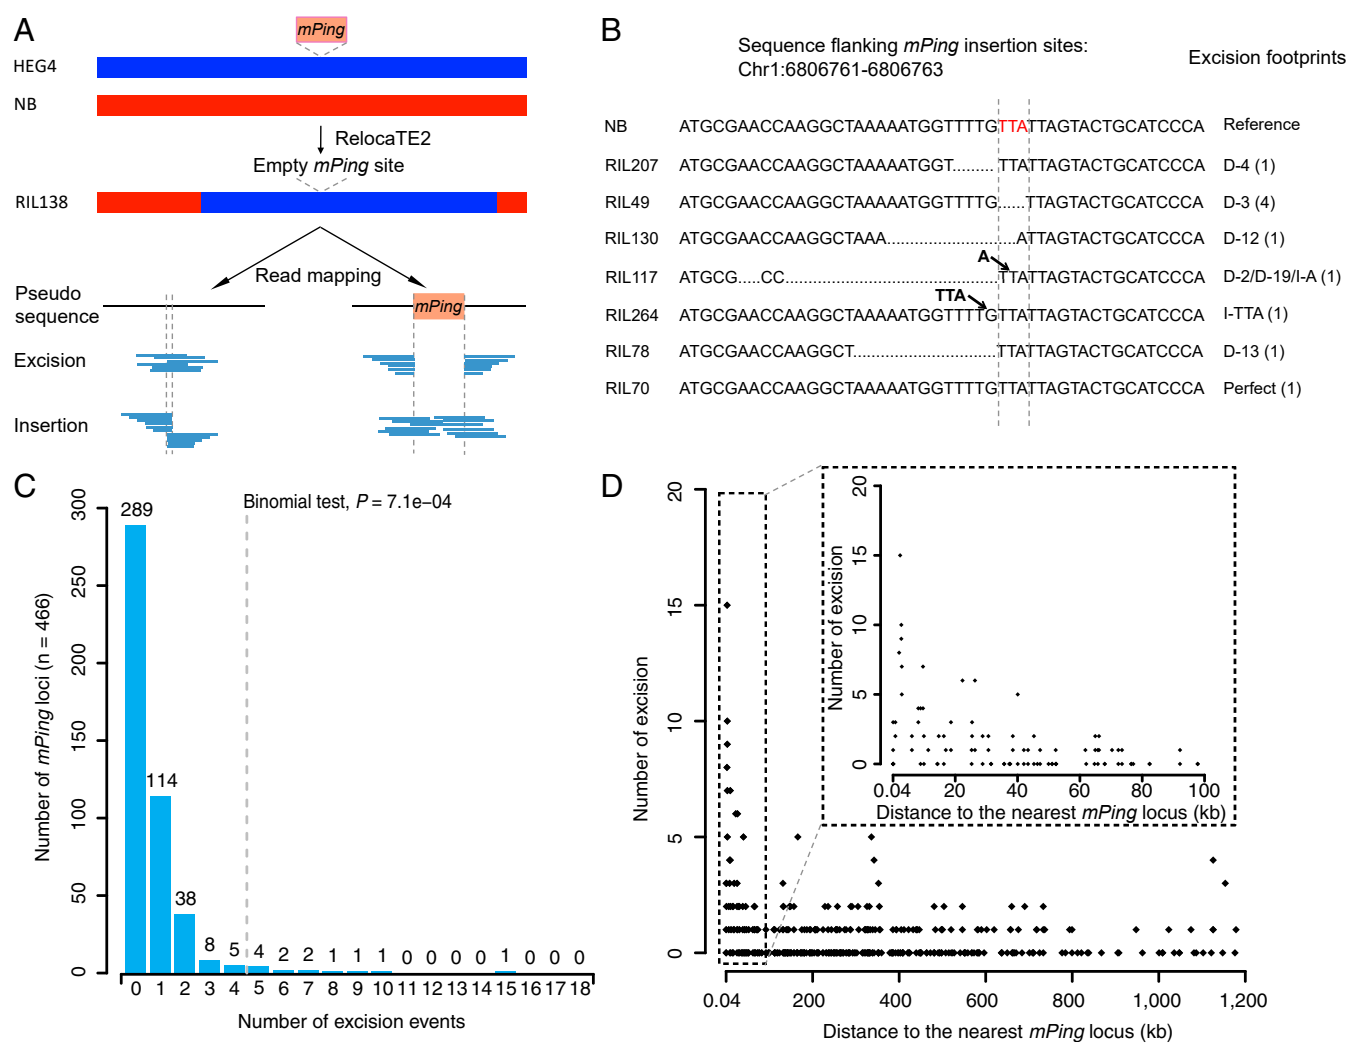 A
mPing
HEG4
NB
RelocaTE2
Empty mPing site
RIL138
Read mapping
Pseudo
sequence
mPing
Excision
Insertion
B
Sequence flanking mPing insertion sites:
Chr1:6806761-6806763
Excision footprints
NB ATGCGAACCAAGGCTAAAAATGGTTTTGTTATTAGTACTGCATCCCA Reference
RIL207 ATGCGAACCAAGGCTAAAAATGGT......... TTATTAGTACTGCATCCCA D-4 (1)
RIL49 ATGCGAACCAAGGCTAAAAATGGTTTTG......TTAGTACTGCATCCCA D-3 (4)
RIL130 ATGCGAACCAAGGCTAAA............................ATTAGTACTGCATCCCA D-12 (1)
A
RIL117 ATGCG.....CC..............................................TTATTAGTACTGCATCCCA D-2/D-19/I-A (1)
TTA
RIL264 ATGCGAACCAAGGCTAAAAATGGTTTTGTTATTAGTACTGCATCCCA I-TTA (1)
RIL78 ATGCGAACCAAGGCT...............................TTATTAGTACTGCATCCCA D-13 (1)
RIL70 ATGCGAACCAAGGCTAAAAATGGTTTTGTTATTAGTACTGCATCCCA Perfect (1)
C
Binomial test, P = 7.1e–04
Number of mPing loci (n = 466)
300
250
200
150
100
50
0
289
114
38
8
5
4
2
2
1
1
1
0
0
0
0
1
0
0
0
0 1 2 3 4 5 6 7 8 9 10 11 12 13 14 15 16 17 18
Number of excision events
D
Number of excision
20
15
10
5
0
0.04 200 400 600 800 1,000 1,200
Distance to the nearest mPing locus (kb)
Number of excision
20
15
10
5
0
0.04 20 40 60 80 100
Distance to the nearest mPing locus (kb)